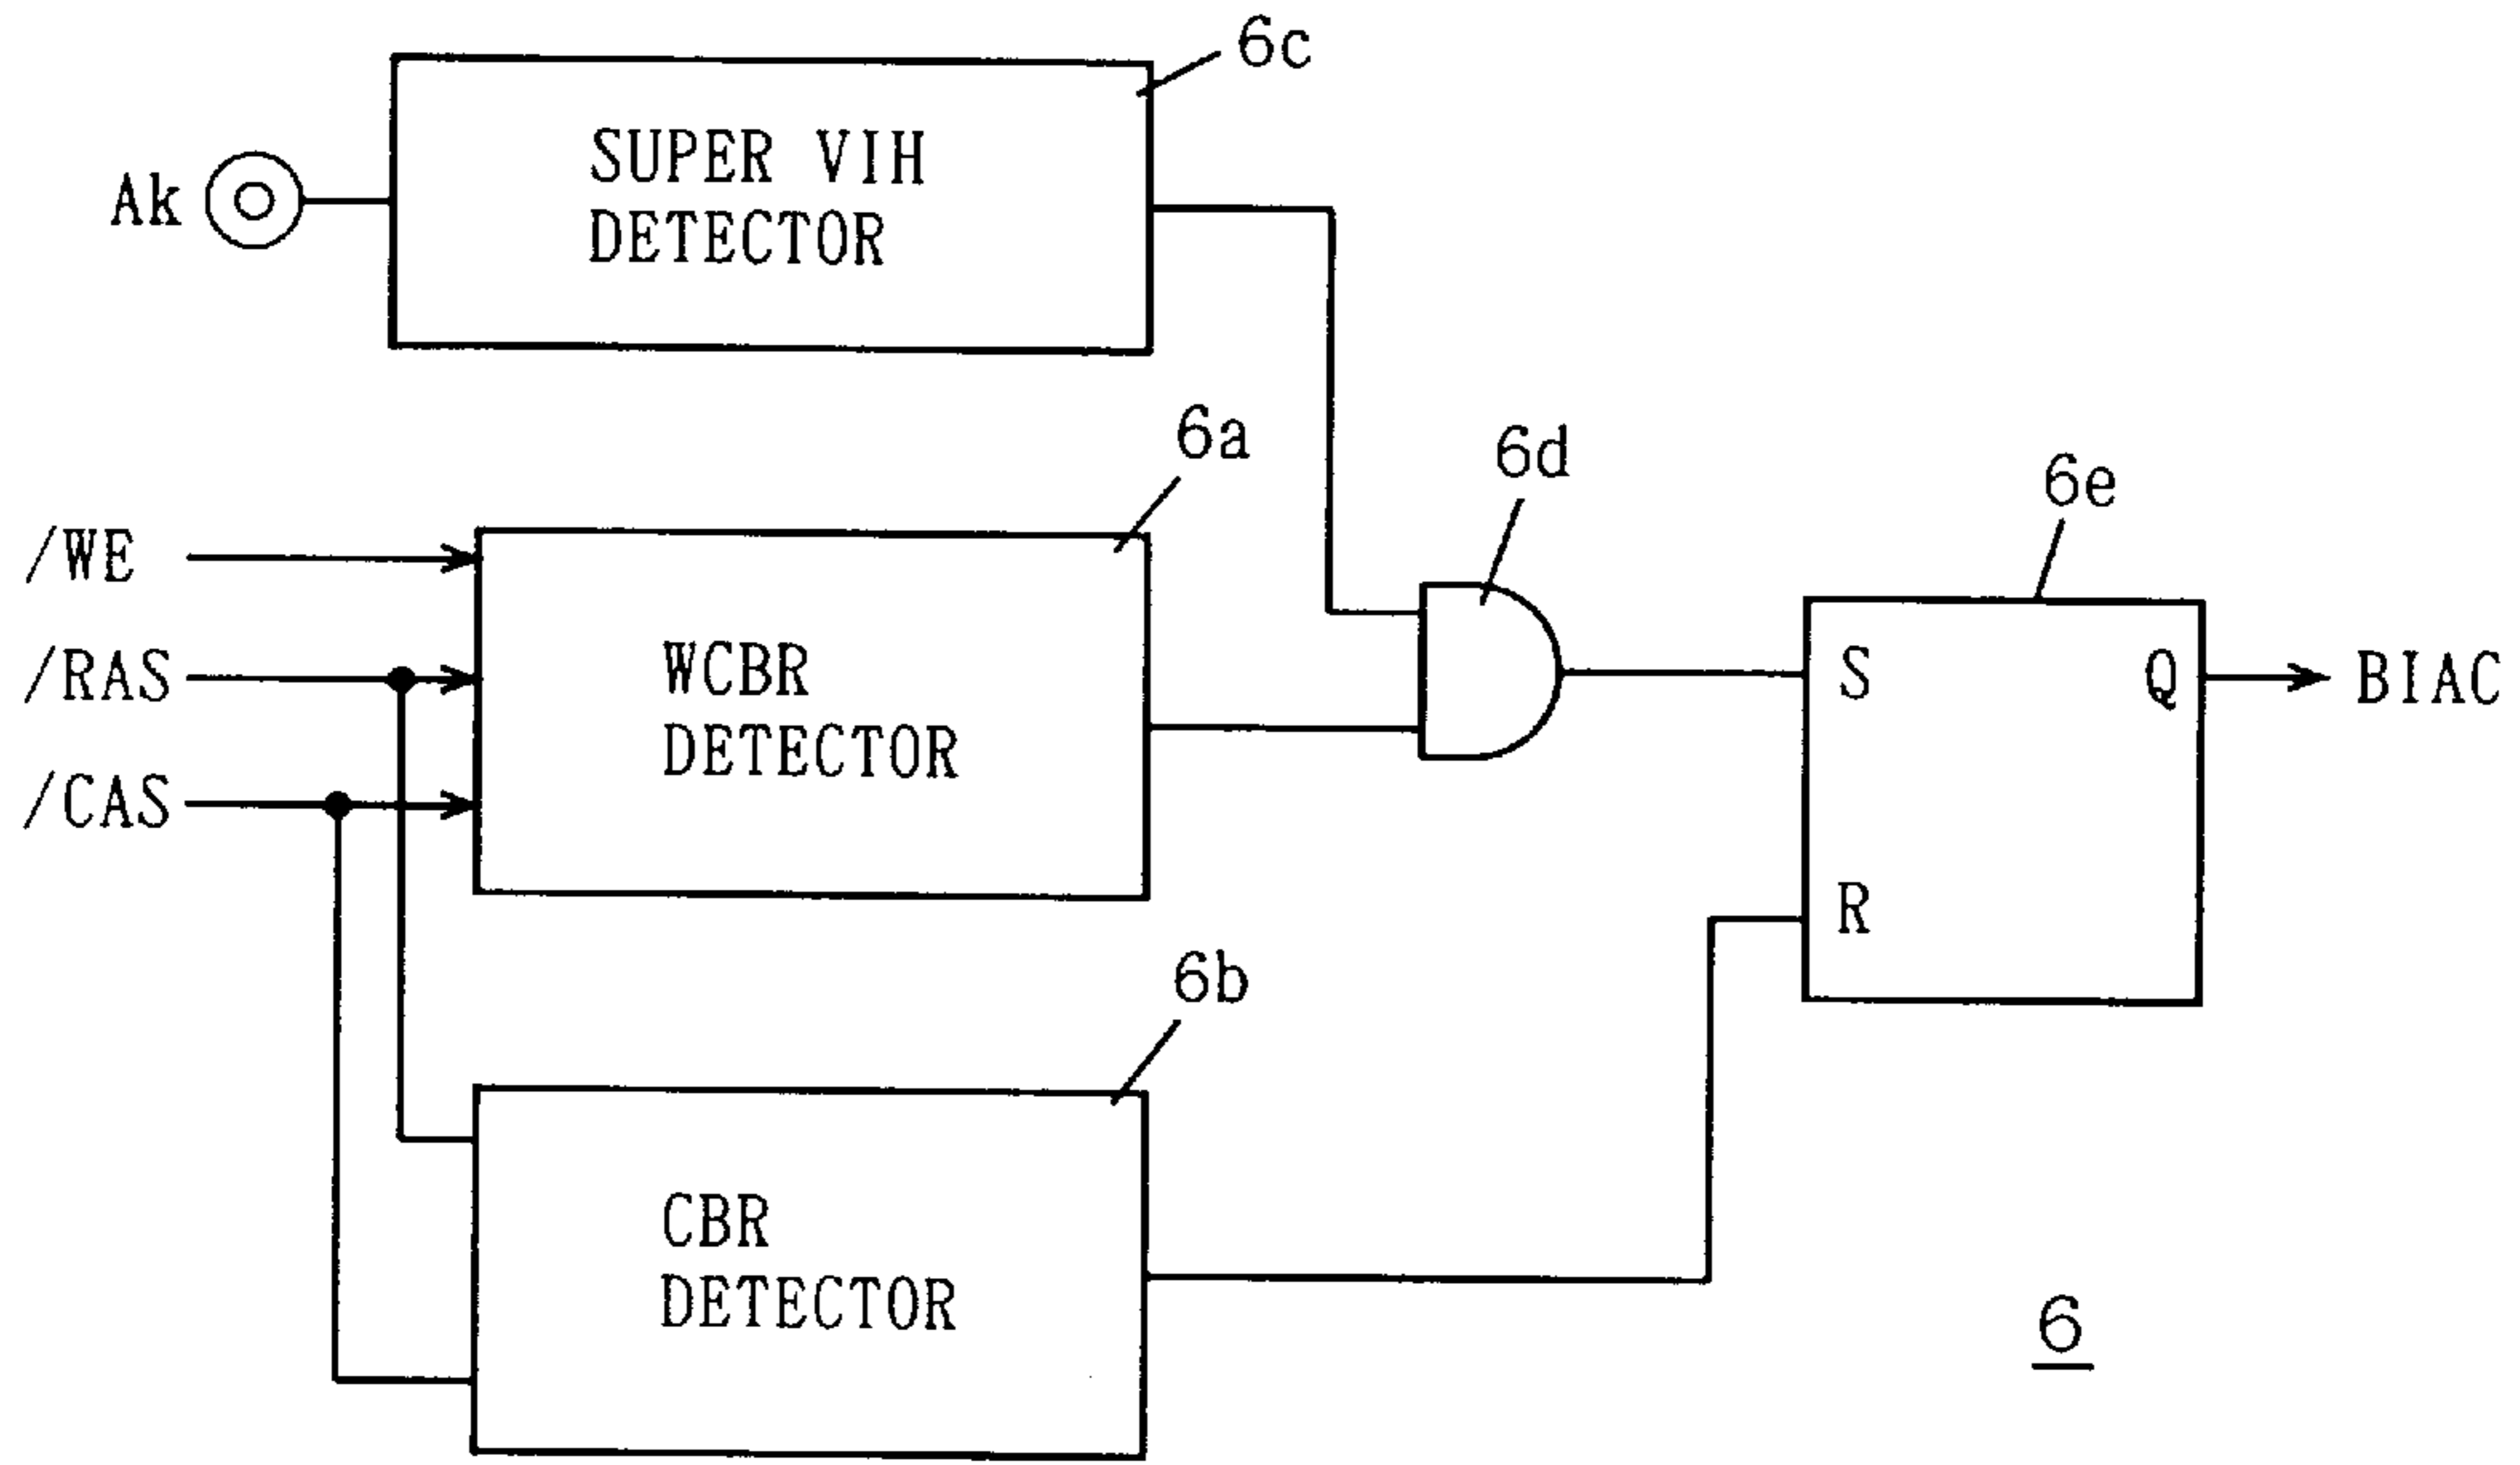 6c
SUPER VIH
DETECTOR
Ak
6a
6d
6e
/WE
/RAS
/CAS
WCBR
DETECTOR
S
Q
BIAC
R
6b
CBR
DETECTOR
6